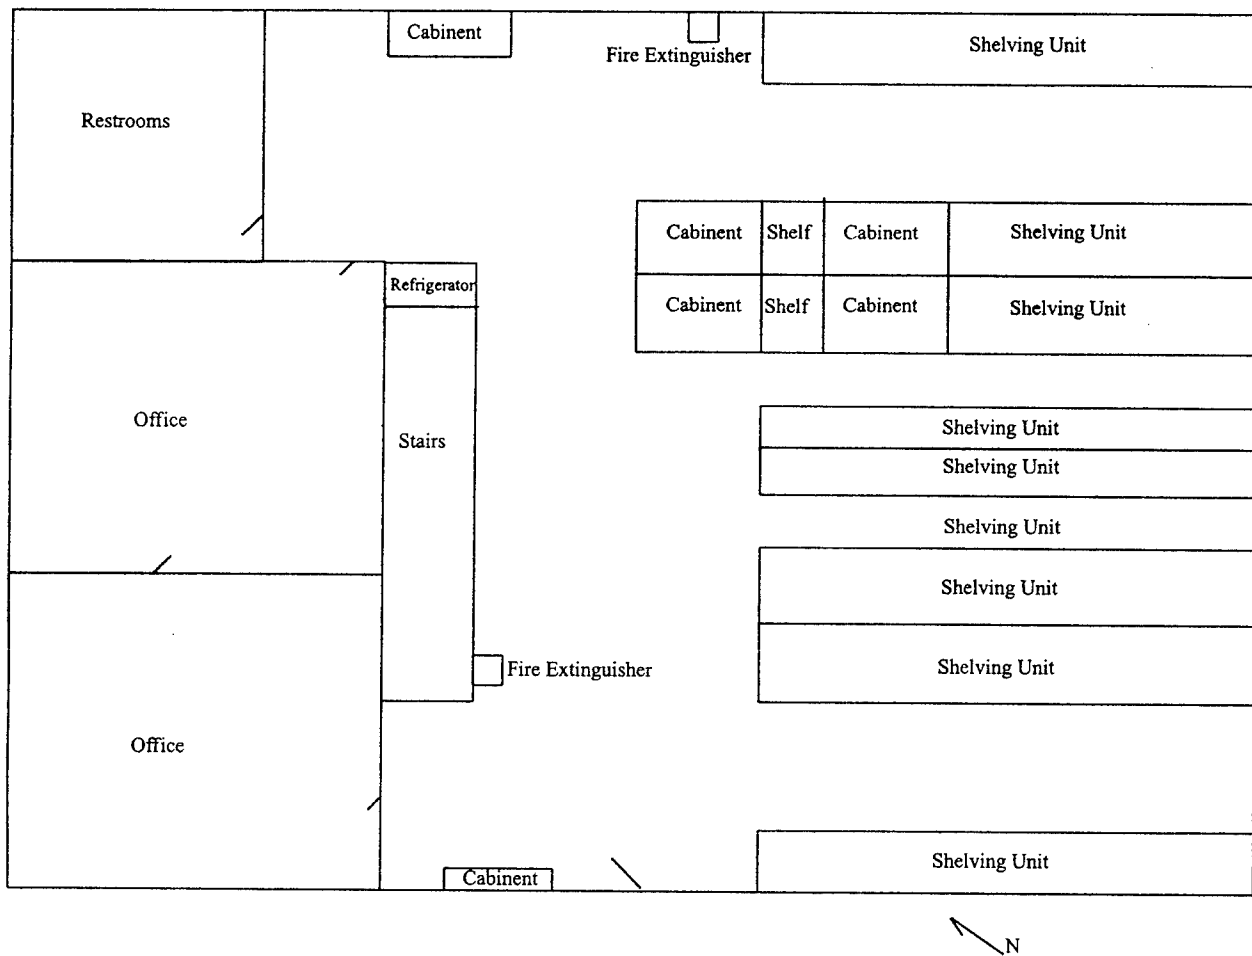 Cabinent
Fire Extinguisher
Shelving Unit
Restrooms
Cabinent
Shelf
Cabinent
Shelving Unit
Refrigerator
Cabinent
Shelf
Cabinent
Shelving Unit
Office
Stairs
Shelving Unit
Shelving Unit
Shelving Unit
Shelving Unit
Fire Extinguisher
Shelving Unit
Office
Cabinent
Shelving Unit
N